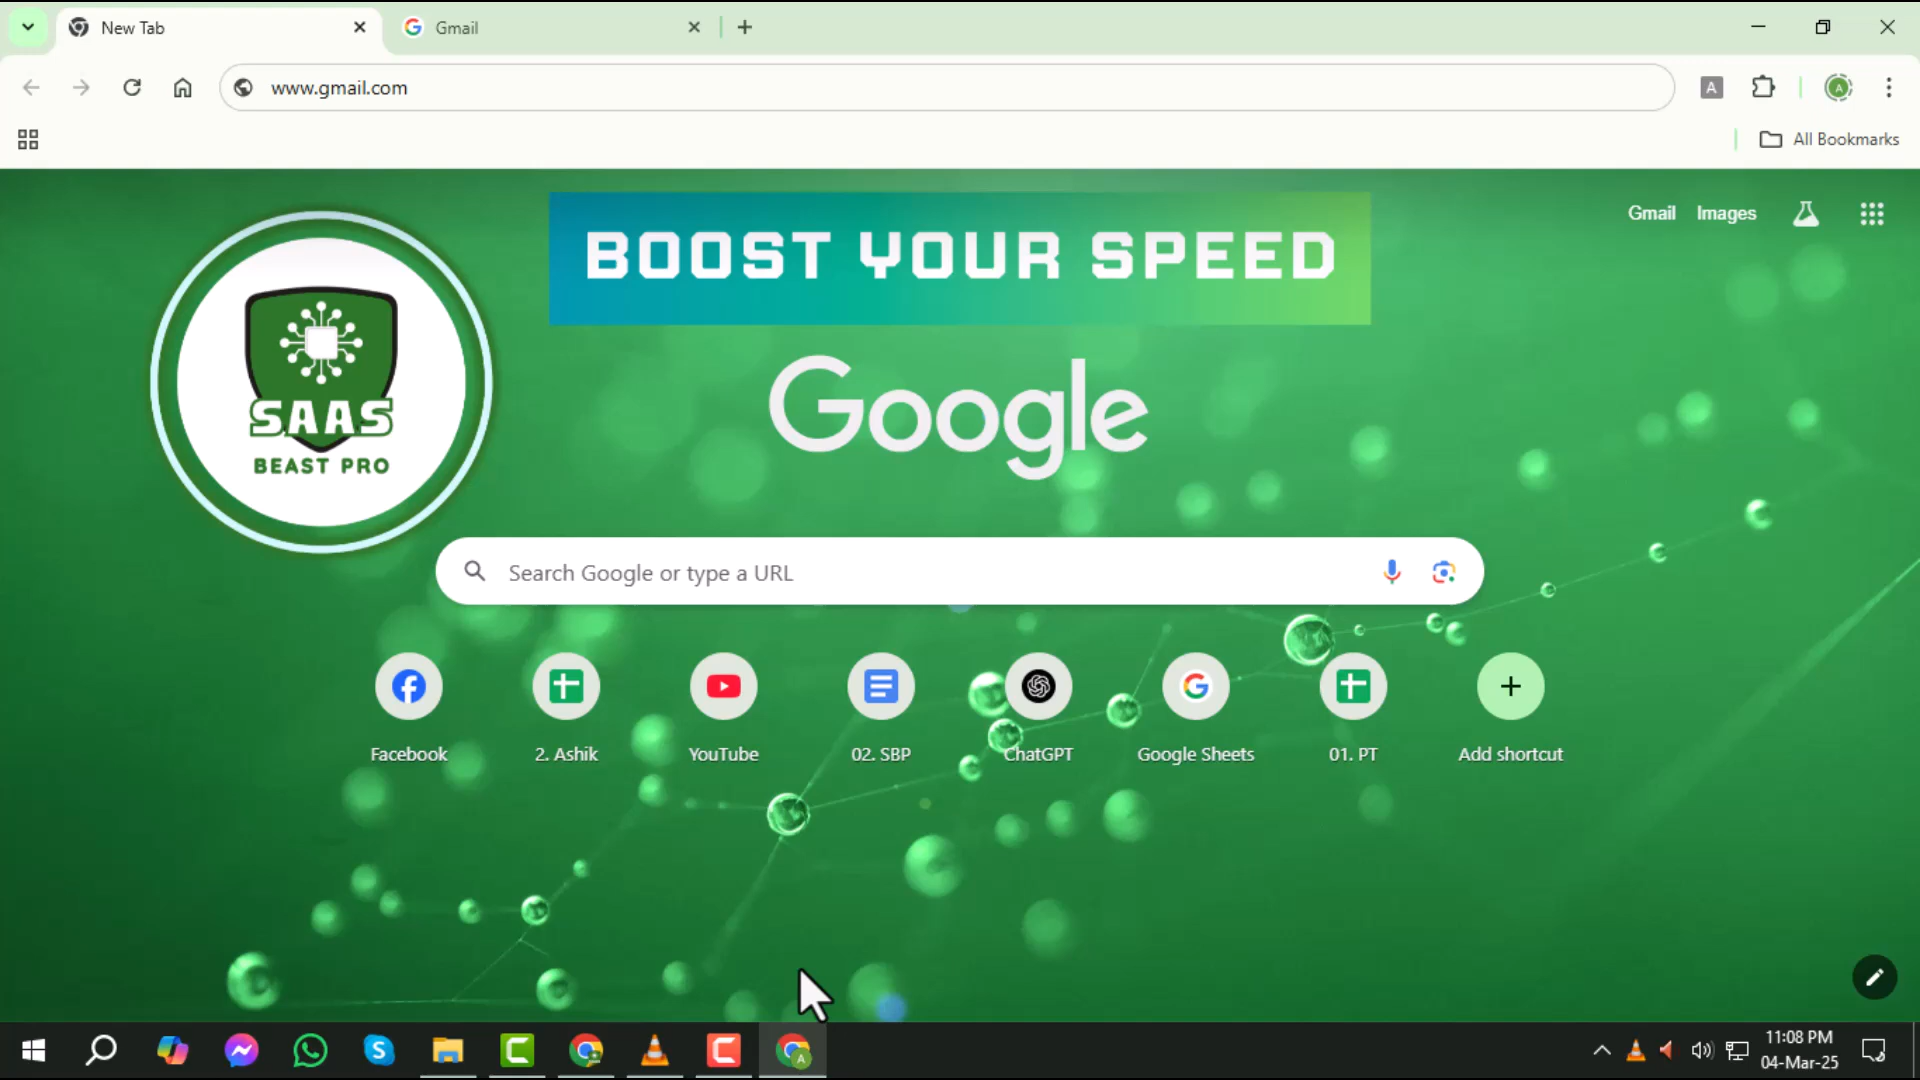 New Tab
Gmail
www.gmail.com
A
A
All Bookmarks
BOOST YOUR SPEED
Gmail
Images
SAAS
BEAST PRO
Google
Search Google or type a URL
Facebook
2. Ashik
YouTube
02. SBP
ChatGPT
Google Sheets
01. PT
Add shortcut
A
11:08 PM
04-Mar-25